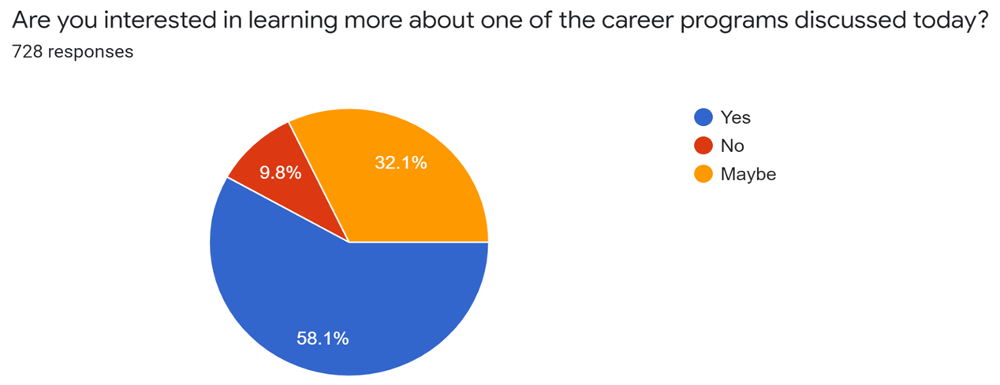 Are you interested in learning more about one of the career programs discussed today?
728 responses
Yes
No
Maybe
32.1%
9.8%
58.1%